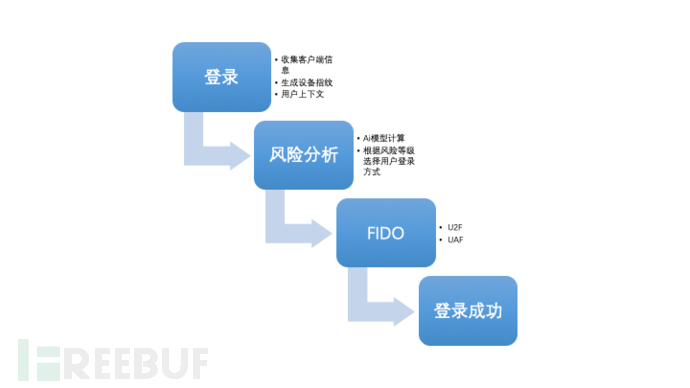 登录
• 收集客户端信
息
• 生成设备指纹
• 用户上下文
风险分析
• Ai模型计算
• 根据风险等级
选择用户登录
方式
FIDO
• U2F
• UAF
登录成功
FREEBUF